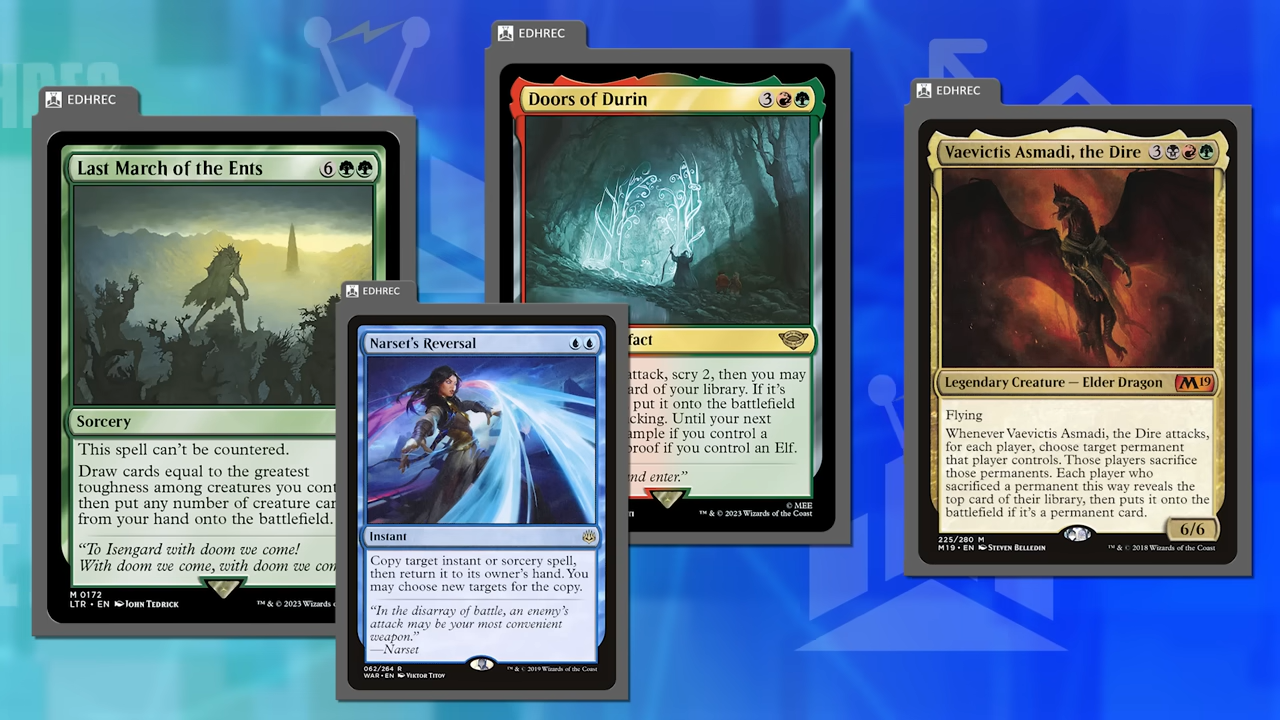 EDHREC
Last March of the Ents 6
Sorcery
This spell can't be countered.
Draw cards equal to the greatest
toughness among creatures you
then put any number of creature
from your hand onto the battlefield.
"To Isengard with doom we come!
With doom we come, with doom we
M 0172
LTR • EN JOHN TEDRICK ™ & © 2023 Wizards
EDHREC
Narset's Reversal
Instant
Copy target instant or sorcery spell,
then return it to its owner's hand. You
may choose new targets for the copy.
"In the disarray of battle, an enemy's
attack may be your most convenient
weapon."
—Narset
062/264 R
WAR • EN VIKTOR TITOV ™ & © 2019 Wizards of the Coast
EDHREC
Doors of Durin 3
attack, scry 2, then you may
of your library. If it's
put it onto the battlefield
Until your next
if you control a
if you control an Elf.
enter."
© MEE
™ & © 2023 Wizards of the Coast
EDHREC
Vaevictis Asmadi, the Dire 3
Legendary Creature — Elder Dragon M19
Flying
Whenever Vaevictis Asmadi, the Dire attacks,
for each player, choose target permanent
that player controls. Those players sacrifice
those permanents. Each player who
sacrificed a permanent this way reveals the
top card of their library, then puts it onto the
battlefield if it's a permanent card.
6/6
225/280 M
M19 • EN STEVEN BELLEDIN ™ & © 2018 Wizards of the Coast